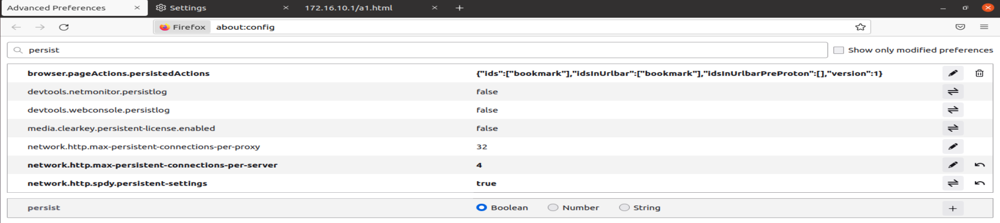 Advanced Preferences Settings 172.16.10.1/a1.html
Firefox about:config
persist Show only modified preferences
browser.pageActions.persistedActions {"ids":["bookmark"],"idsInUrlbar":["bookmark"],"idsInUrlbarPreProton":[],"version":1}
devtools.netmonitor.persistlog false
devtools.webconsole.persistlog false
media.clearkey.persistent-license.enabled false
network.http.max-persistent-connections-per-proxy 32
network.http.max-persistent-connections-per-server 4
network.http.spdy.persistent-settings true
persist Boolean Number String